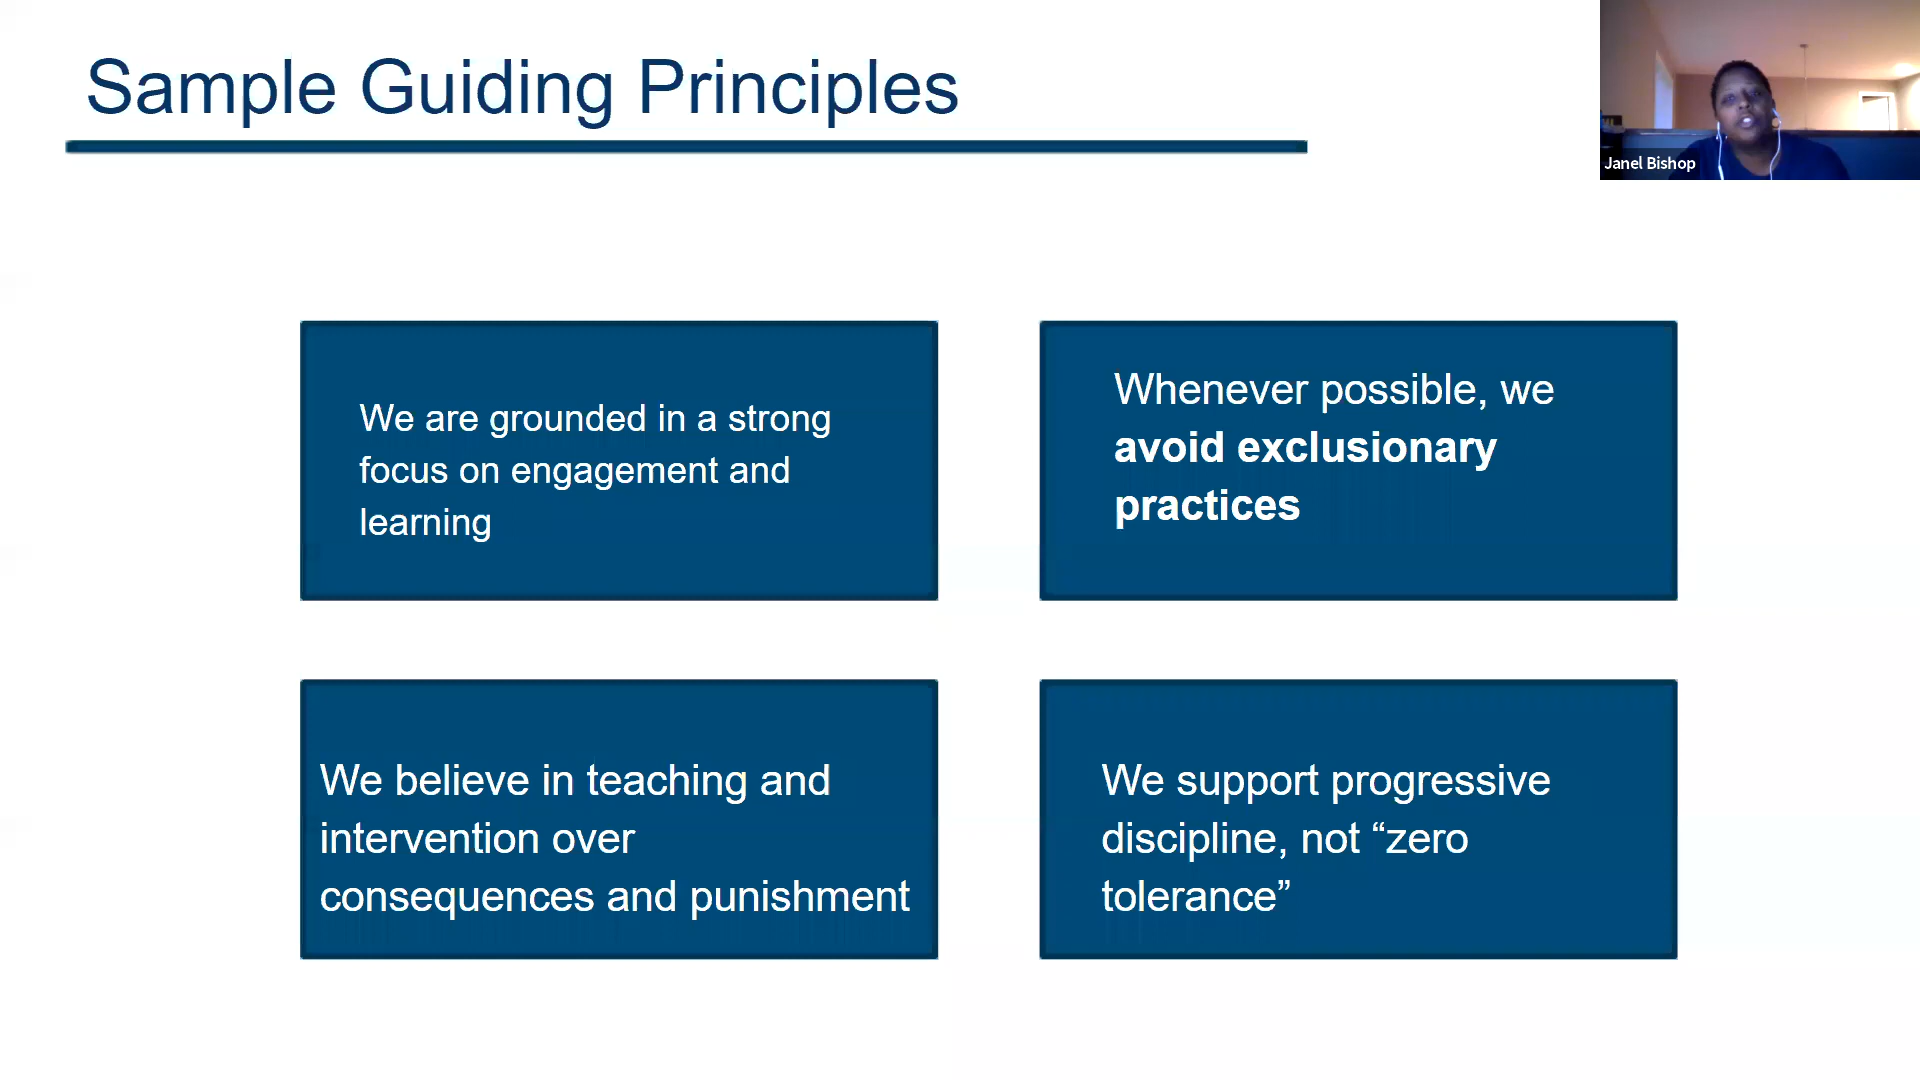 Sample Guiding Principles
Janel Bishop
We are grounded in a strong
focus on engagement and
learning
Whenever possible, we
avoid exclusionary
practices
We believe in teaching and
intervention over
consequences and punishment
We support progressive
discipline, not “zero
tolerance”